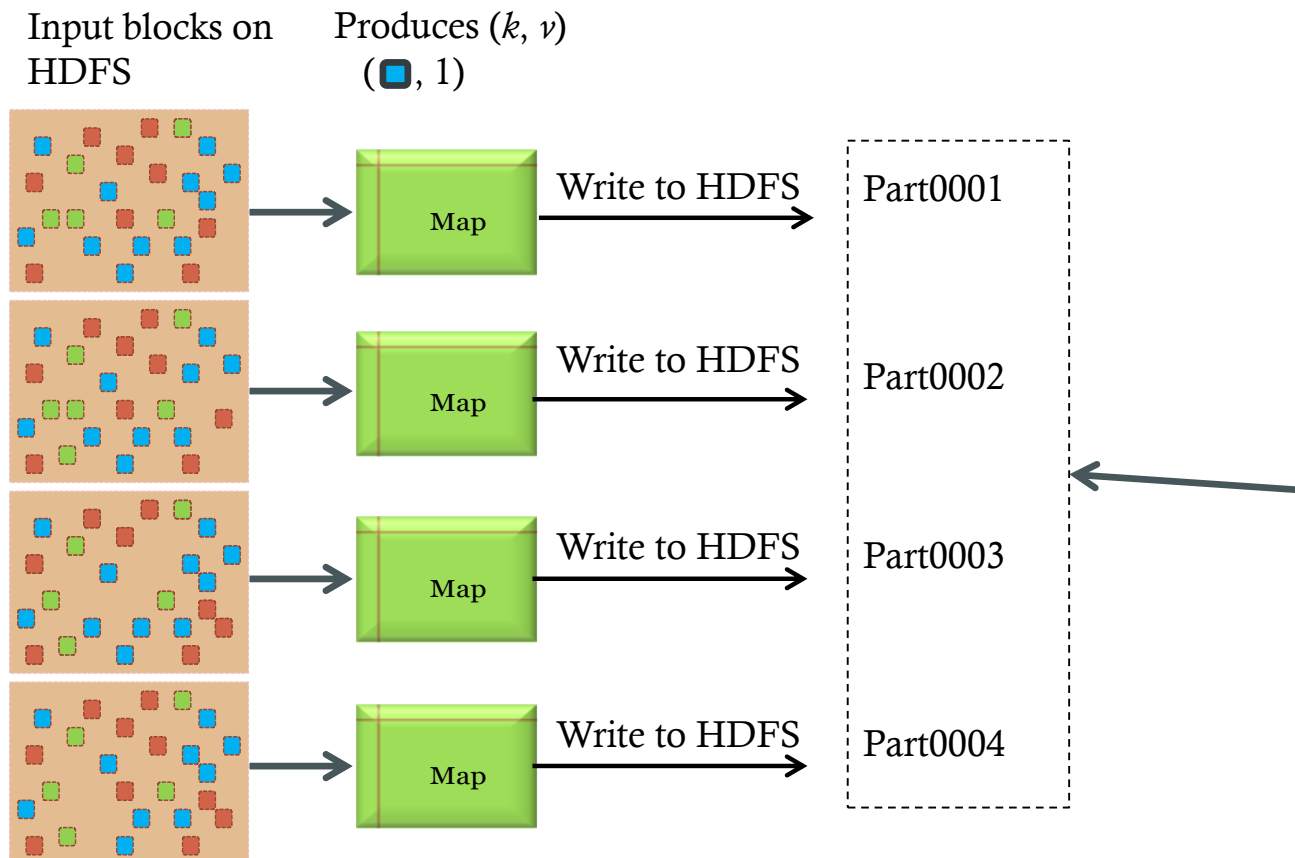 Input blocks on
HDFS
Produces (k, v)
( , 1)
Map
Write to HDFS
Part0001
Map
Write to HDFS
Part0002
Map
Write to HDFS
Part0003
Map
Write to HDFS
Part0004